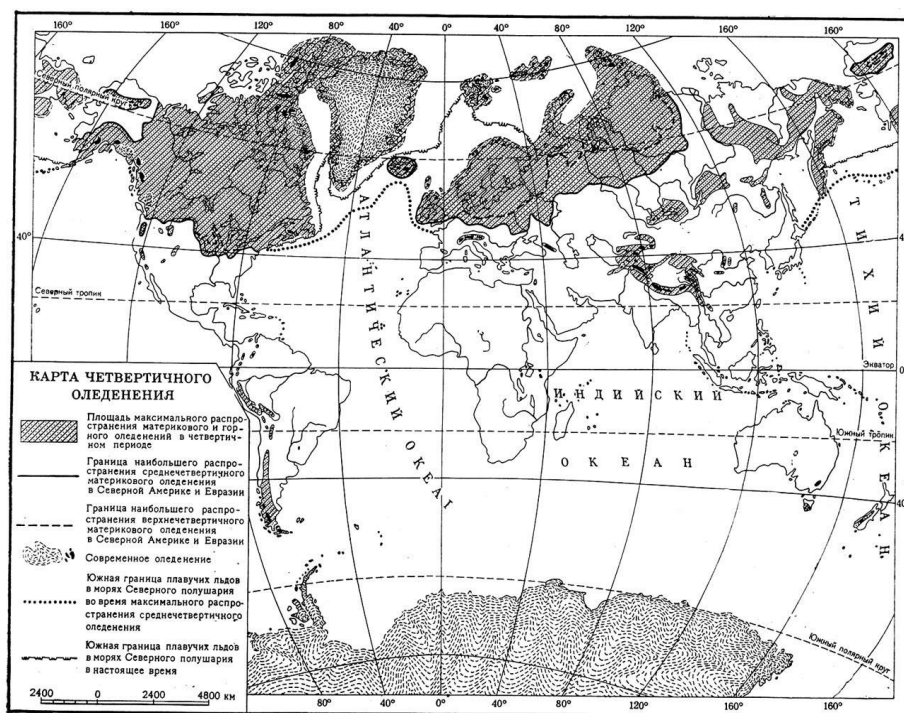 160° 160° 120° 80° 40° 0° 40° 80° 120° 160° 160°
Северный полярный круг
40°
Северный тропик
АТЛАНТИЧЕСКИЙ ОКЕАН
ТИХИЙ ОКЕАН
Экватор
0°
ИНДИЙСКИЙ
ОКЕАН
Южный тропик
40°
Южный полярный круг
КАРТА ЧЕТВЕРТИЧНОГО
ОЛЕДЕНЕНИЯ
Площадь максимального распро-
странения материкового и гор-
ного оледенений в четвертич-
ном периоде
Граница наибольшего распро-
странения среднечетвертичного
материкового оледенения
в Северной Америке и Евразии
Граница наибольшего распро-
странения верхнечетвертичного
материкового оледенения
в Северной Америке и Евразии
Современное оледенение
Южная граница плавучих льдов
в морях Северного полушария
во время максимального распро-
странения среднечетвертичного
оледенения
Южная граница плавучих льдов
в морях Северного полушария
в настоящее время
2400 0 2400 4800 км
80° 40° 0° 40° 80° 120° 160° 160°